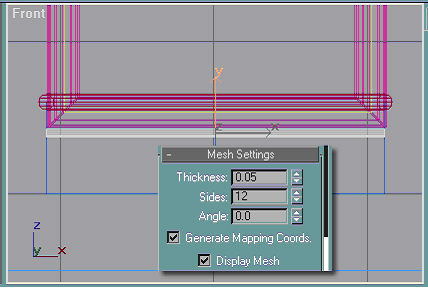 Front
y
z x
- Mesh Settings
Thickness: 0.05
Sides: 12
Angle: 0.0
Generate Mapping Coords.
Display Mesh
z
y x